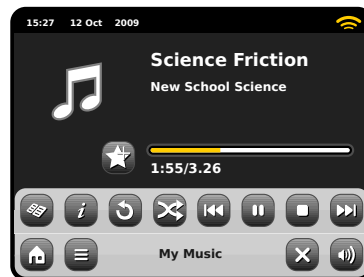 15:27 12 Oct 2009
Science Friction
New School Science
1:55/3.26
i
My Music